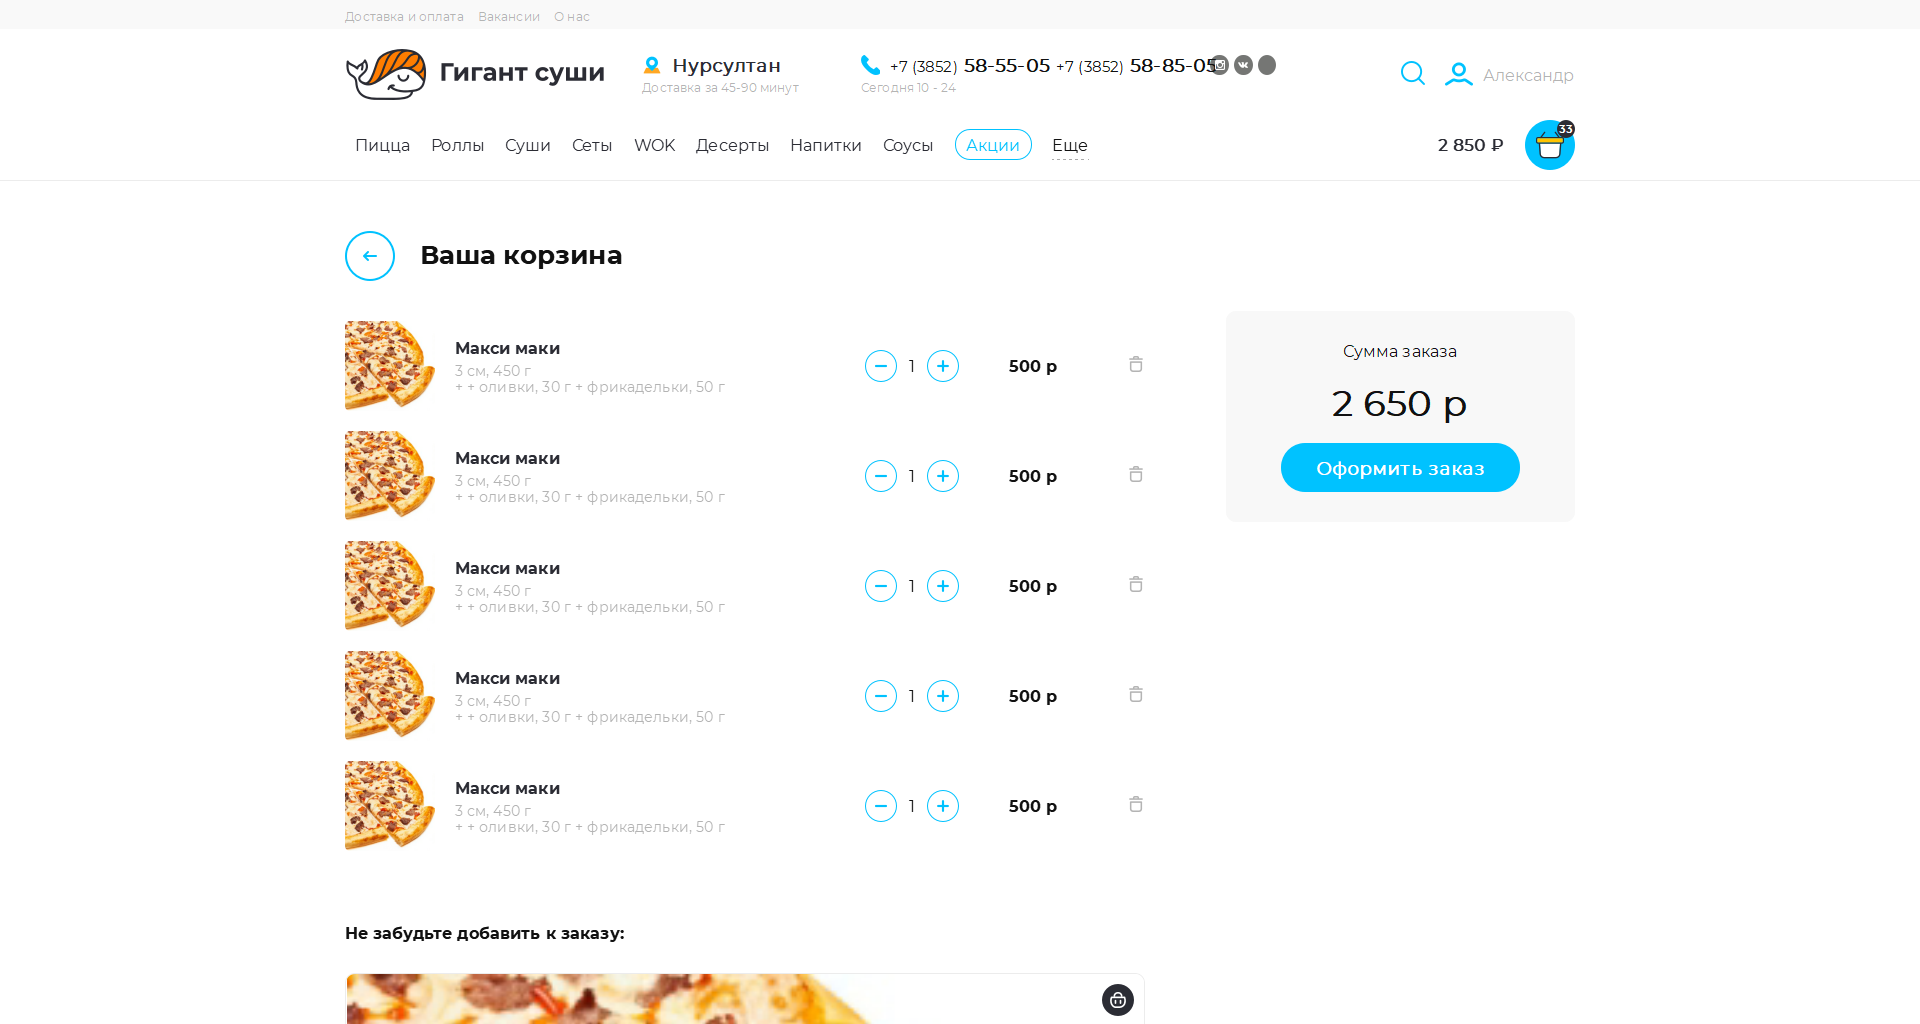 Доставка и оплата Вакансии О нас
Гигант суши
Нурсултан
Доставка за 45-90 минут
+7 (3852) 58-55-05 +7 (3852) 58-85-05
Сегодня 10 - 24
Александр
Пицца Роллы Суши Сеты WOK Десерты Напитки Соусы Акции Еще
2 850 ₽
33
Ваша корзина
Макси маки
3 см, 450 г
+ + оливки, 30 г + фрикадельки, 50 г
1
500 р
Макси маки
3 см, 450 г
+ + оливки, 30 г + фрикадельки, 50 г
1
500 р
Макси маки
3 см, 450 г
+ + оливки, 30 г + фрикадельки, 50 г
1
500 р
Макси маки
3 см, 450 г
+ + оливки, 30 г + фрикадельки, 50 г
1
500 р
Макси маки
3 см, 450 г
+ + оливки, 30 г + фрикадельки, 50 г
1
500 р
Сумма заказа
2 650 р
Оформить заказ
Не забудьте добавить к заказу: